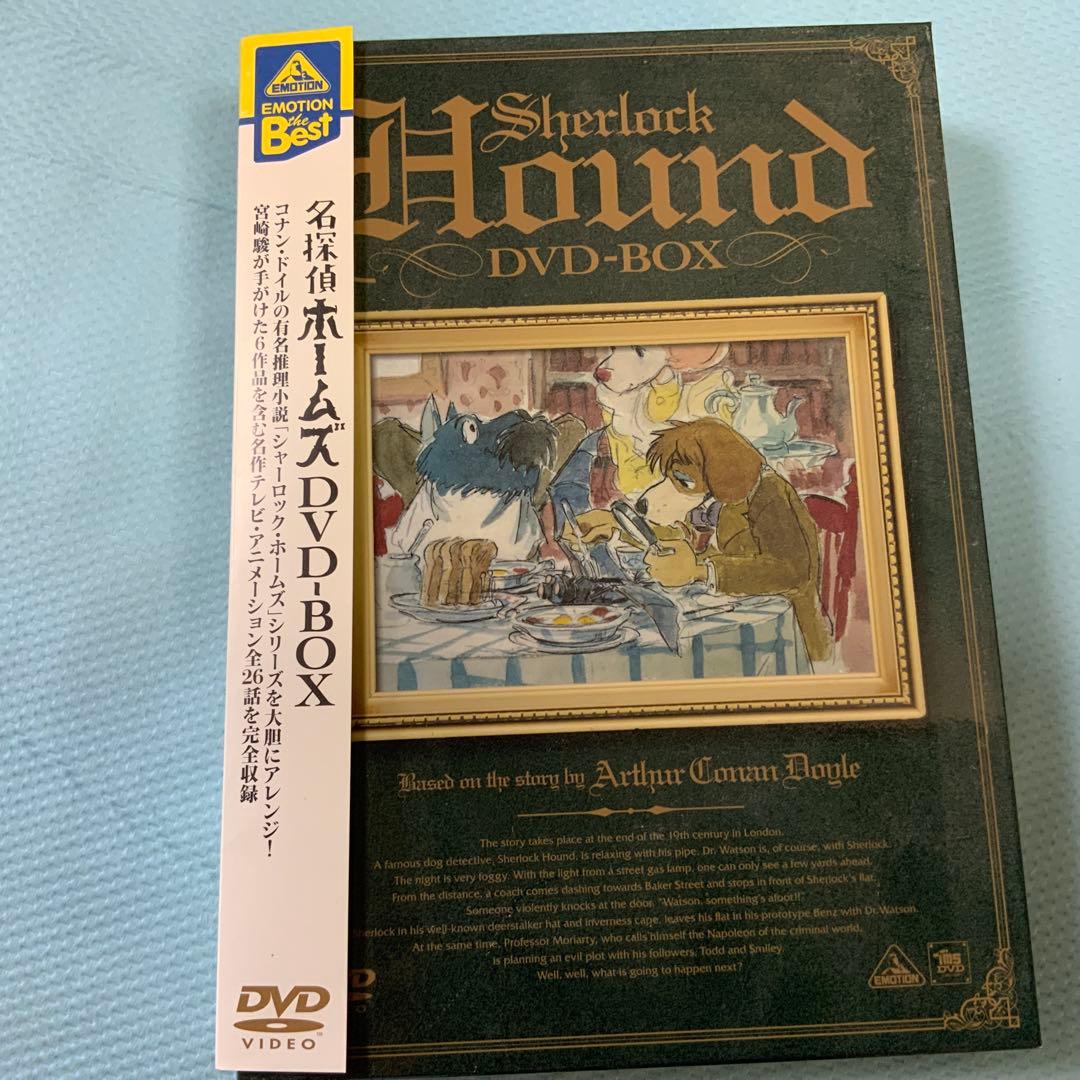 EMOTION
EMOTION
the
Best
名探偵ホームズDVD-BOX
コナン・ドイルの有名推理小説「シャーロック・ホームズ」シリーズを大胆にアレンジ！
宮崎駿が手がけた6作品を含む名作テレビ・アニメーション全26話を完全収録
DVD
VIDEO
Sherlock
Hound
DVD-BOX
Based on the story by Arthur Conan Doyle
The story takes place at the end of the 19th century in London.
A famous dog detective, Sherlock Hound, is relaxing with his pipe. Dr. Watson is, of course, with Sherlock.
The night is very foggy. With the light from a street gas lamp, one can only see a few yards ahead.
From the distance, a coach comes dashing towards Baker Street and stops in front of Sherlock's flat.
Someone violently knocks at the door. "Watson, something's afoot!!"
Sherlock in his well-known deerstalker hat and inverness cape, leaves his flat in his prototype Benz with Dr. Watson.
At the same time, Professor Moriarty, who calls himself the Napoleon of the criminal world,
is planning an evil plot with his followers, Todd and Smiley.
Well, well, what is going to happen next?
EMOTION
tms
DVD